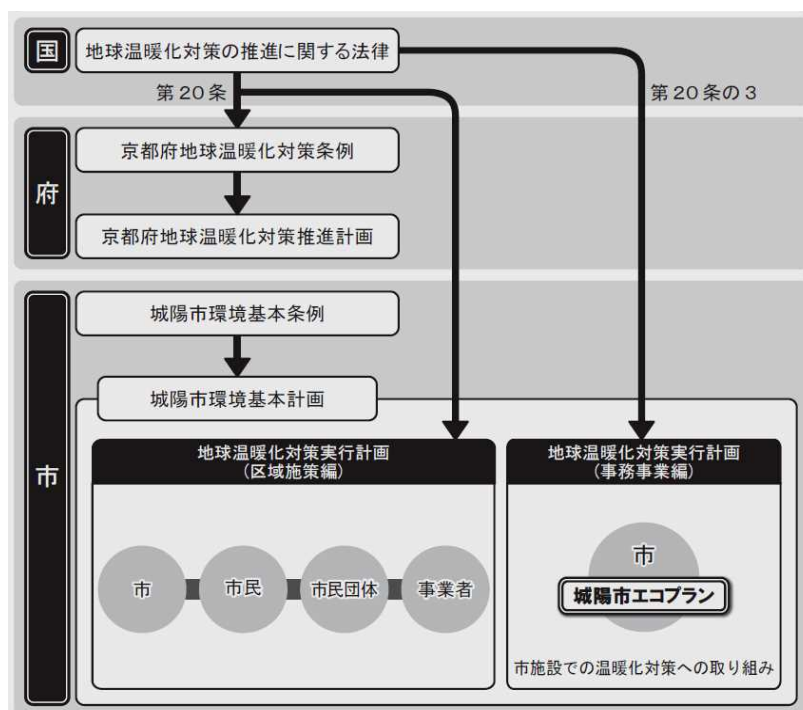 国
地球温暖化対策の推進に関する法律
第20条
第20条の3
府
京都府地球温暖化対策条例
京都府地球温暖化対策推進計画
市
城陽市環境基本条例
城陽市環境基本計画
地球温暖化対策実行計画
(区域施策編)
市
市民
市民団体
事業者
地球温暖化対策実行計画
(事務事業編)
市
城陽市エコプラン
市施設での温暖化対策への取り組み